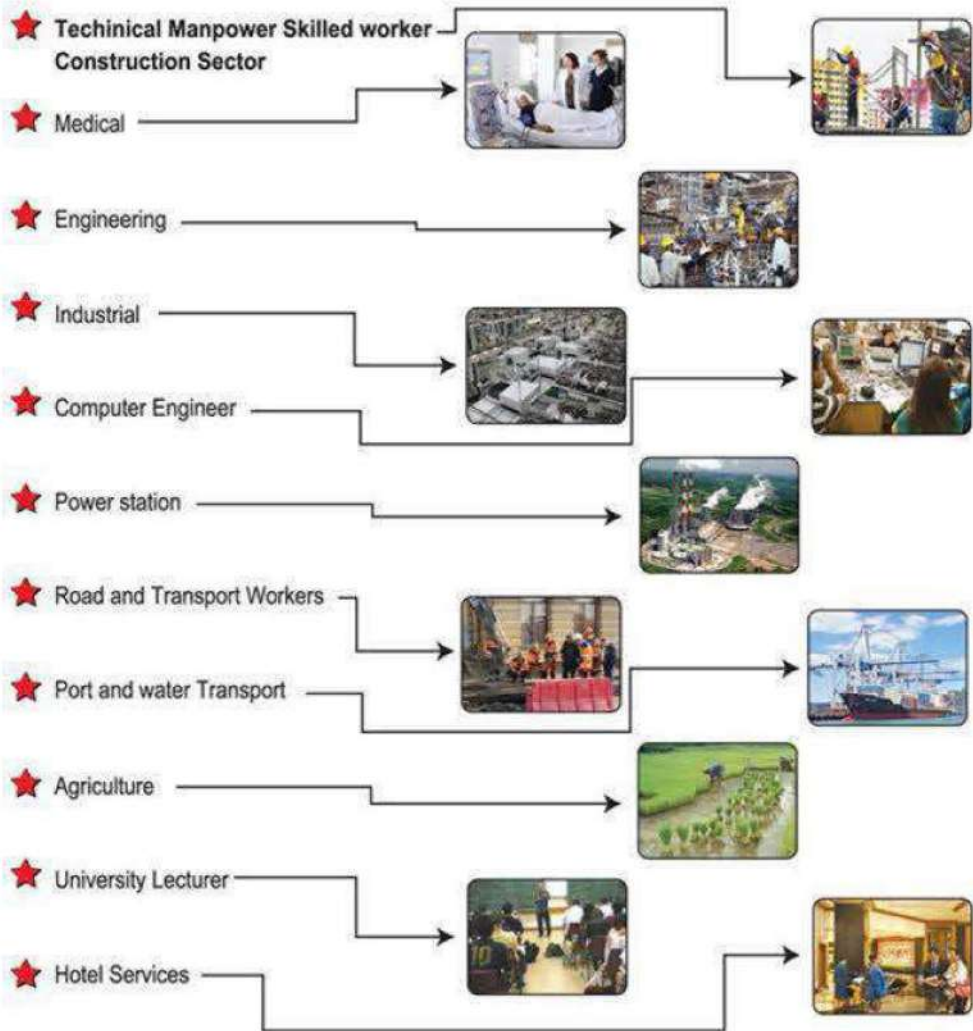 Techinical Manpower Skilled worker
Construction Sector
Medical
Engineering
Industrial
Computer Engineer
Power station
Road and Transport Workers
Port and water Transport
Agriculture
University Lecturer
Hotel Services